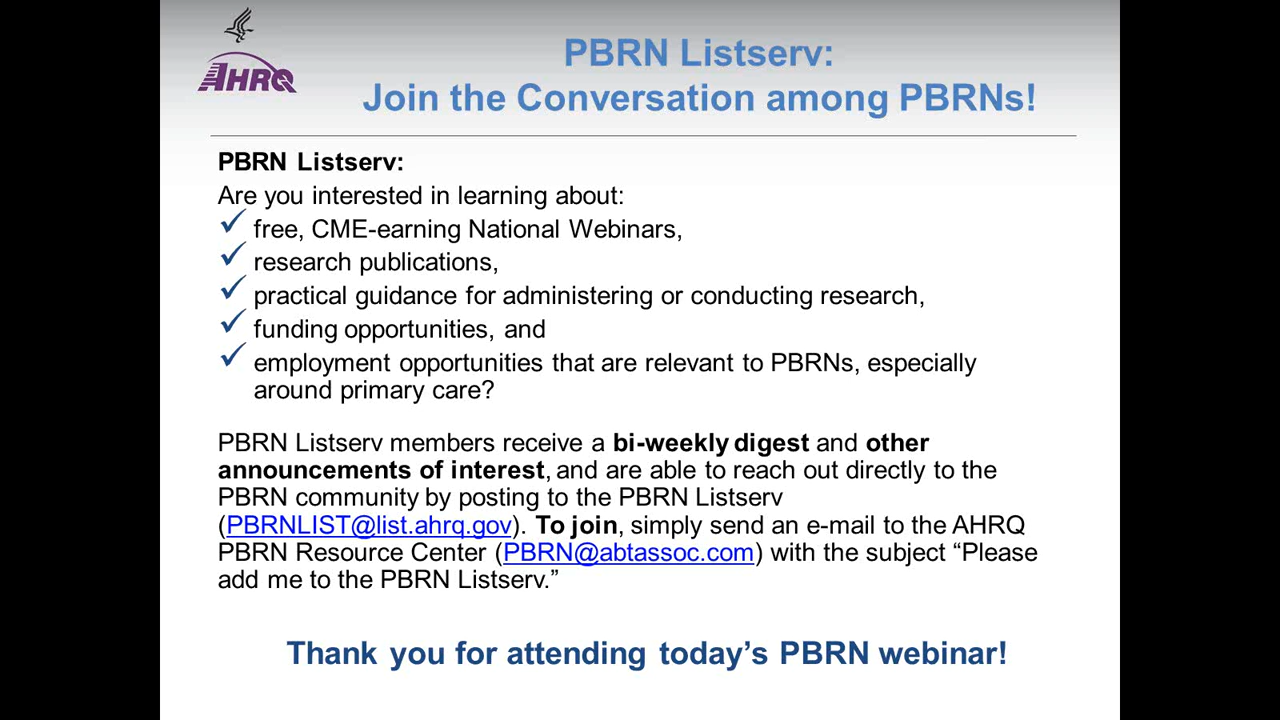 AHRQ
PBRN Listserv:
Join the Conversation among PBRNs!
PBRN Listserv:
Are you interested in learning about:
✓ free, CME-earning National Webinars,
✓ research publications,
✓ practical guidance for administering or conducting research,
✓ funding opportunities, and
✓ employment opportunities that are relevant to PBRNs, especially
around primary care?
PBRN Listserv members receive a bi-weekly digest and other
announcements of interest, and are able to reach out directly to the
PBRN community by posting to the PBRN Listserv
(PBRNLIST@list.ahrq.gov). To join, simply send an e-mail to the AHRQ
PBRN Resource Center (PBRN@abtassoc.com) with the subject “Please
add me to the PBRN Listserv.”
Thank you for attending today’s PBRN webinar!